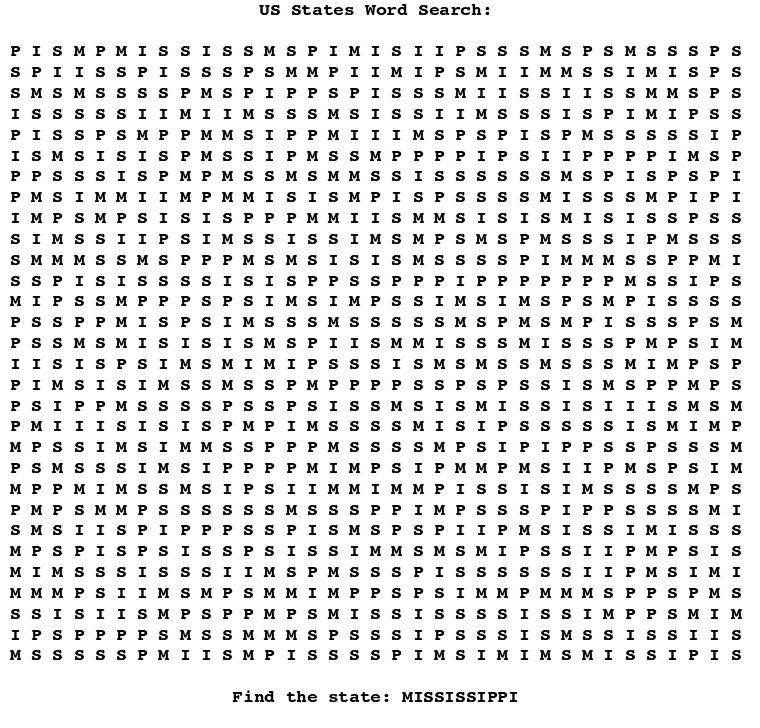 US States Word Search:
P I S M P M I S S I S S M S P I M I S I I P S S S M S P S M S S S P S
S P I I S S P I S S S P S M M P I I M I P S M I I M M S S I M I S P S
S M S M S S S S P M S P I P P S P I S S S M I I S S I I S S M M S P S
I S S S S S I I M I I M S S S M S I S S I I M S S S I S P I M I P S S
P I S S P S M P P M M S I P P M I I I M S P S P I S P M S S S S S I P
I S M S I S I S P M S S I P M S S M P P P P I P S I I P P P P I M S P
P P S S S I S P M P M S S M S M M S S I S S S S S S M S P I S P S P I
P M S I M M I I M P M M I S I S M P I S P S S S S M I S S S M P I P I
I M P S M P S I S I S P P P M M I I S M M S I S I S M I S I S S P S S
S I M S S I I P S I M S S I S S I M S M P S M S P M S S S I P M S S S
S M M M S S M S P P P M S M S I S I S M S S S S P I M M M S S P P M I
S S P I S I S S S S I S I S P P S S P P P I P P P P P P P M S S I P S
M I P S S M P P P S P S I M S I M P S S I M S I M S P S M P I S S S S
P S S P P M I S P S I M S S S M S S S S S M S P M S M P I S S S P S M
P S S M S M I S I S I S M S P I I S M M I S S S M I S S S P M P S I M
I I S I S P S I M S M I M I P S S S I S M S M S S M S S S M I M P S P
P I M S I S I M S S M S S P M P P P P S S P S P S S I S M S P P M P S
P S I P P M S S S S P S S P S I S S M S I S M I S S I S I I I S M S M
P M I I I S I S I S P M P I M S S S S M I S I P S S S S S I S M I M P
M P S S I M S I M M S S P P P M S S S S M P S I P I P P S S P S S S M
P S M S S S I M S I P P P P M I M P S I P M M P M S I I P M S P S I M
M P P M I M S S M S I P S I I M M I M M P I S S I S I M S S S S M P S
P M P S M M P S S S S S S M S S S P P I M P S S S P I P P S S S S M I
S M S I I S P I P P P S S P I S M S P S P I I P M S I S S I M I S S S
M P S P I S P S I S S P S I S S I M M S M S M I P S S I I P M P S I S
M I M S S S I S S S I I M S P M S S S P I S S S S S S I I P M S I M I
M M M P S I I M S M P S M M I M P P S P S I M M P M M M S P P S P M S
S S I S I I S M P S P P M P S M I S S I S S S S I S S I M P P S M I M
I P S P P P P S M S S M M M S P S S S I P S S S I S M S S I S S I I S
M S S S S S P M I I S M P I S S S S P I M S I M I M S M I S S I P I S
Find the state: MISSISSIPPI